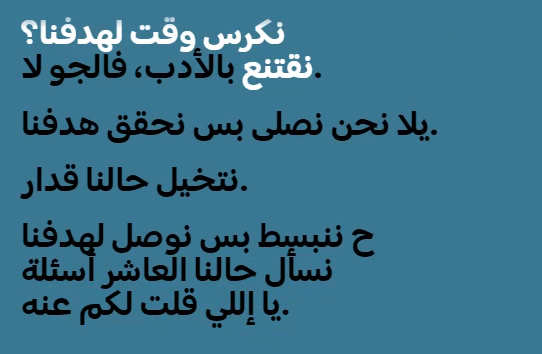 نكرس وقت لهدفنا؟
نقتنع بالأدب، فالجو لا.
يلا نحن نصلى بس نحقق هدفنا.
نتخيل حالنا قدار.
ح ننبسط بس نوصل لهدفنا
نسأل حالنا العاشر أسئلة
يا إللي قلت لكم عنه.